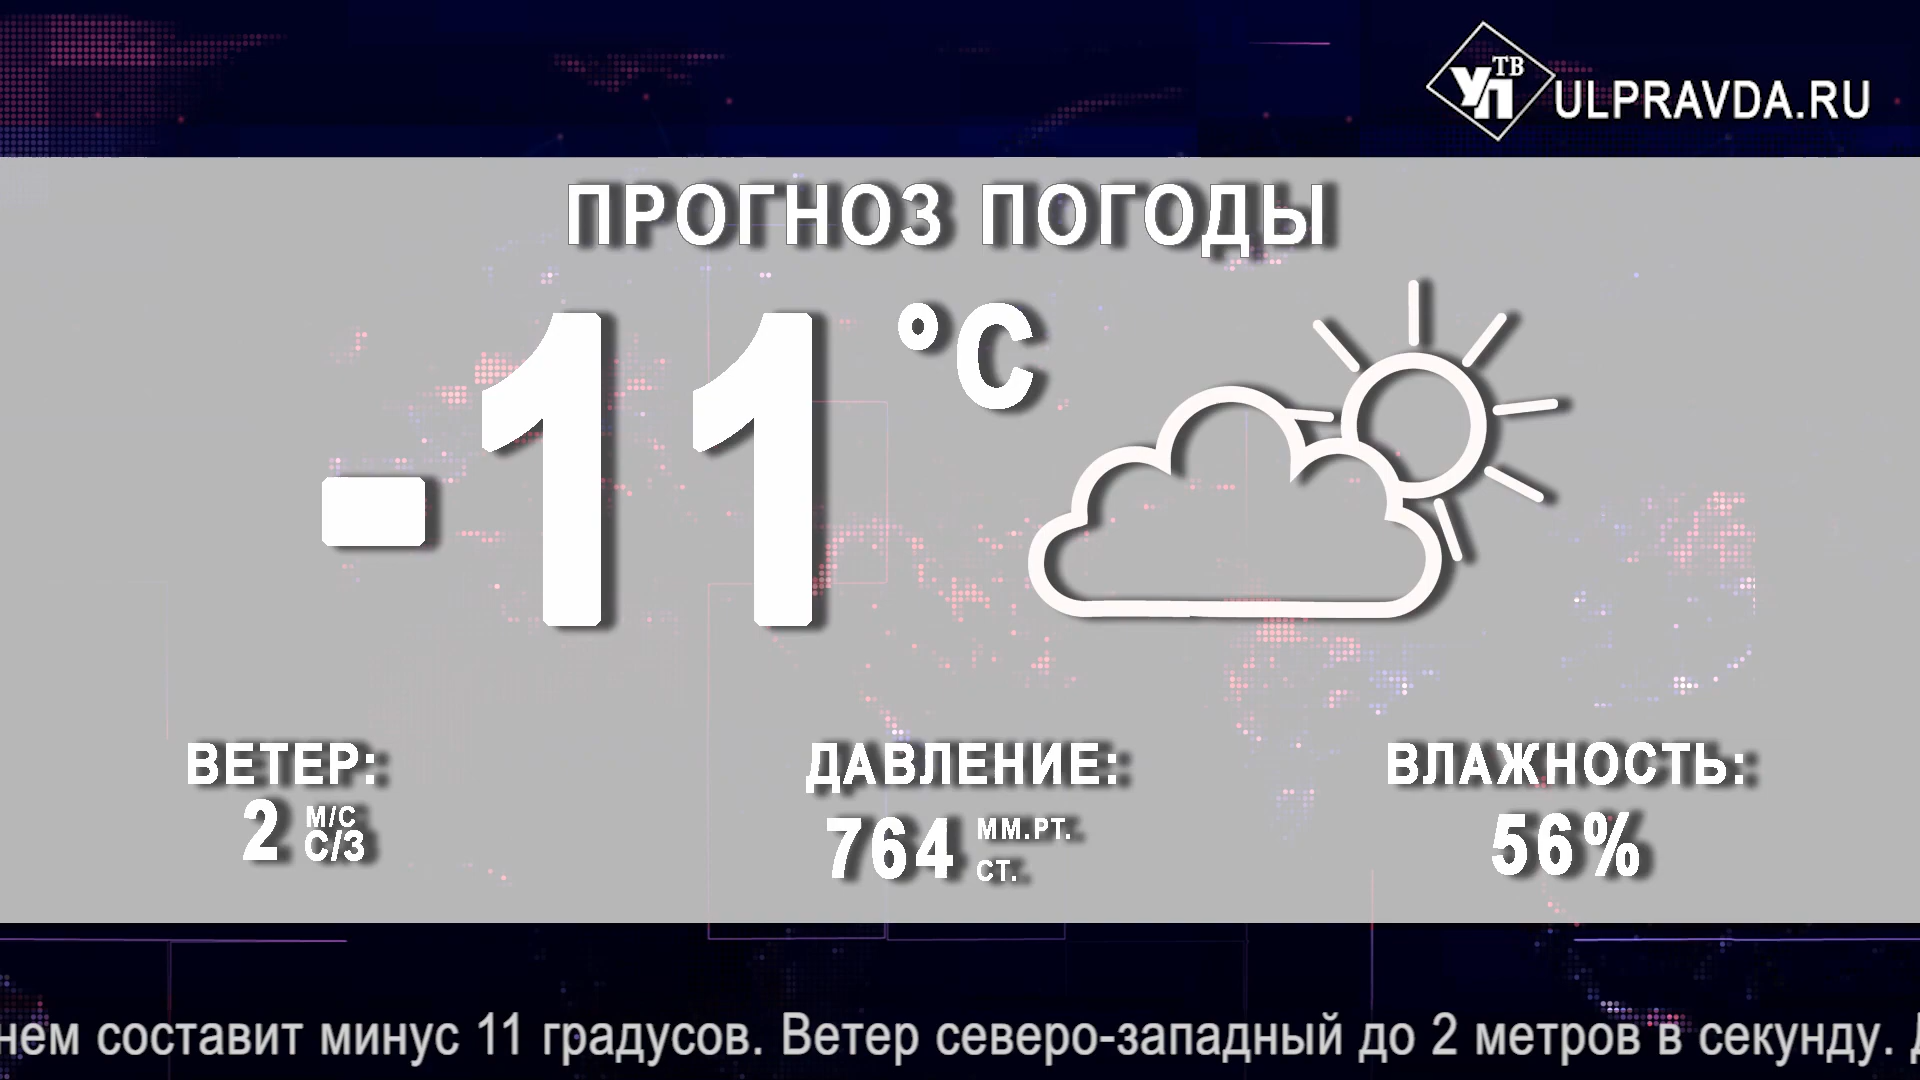 УП ТВ
ULPRAVDA.RU
ПРОГНОЗ ПОГОДЫ
-11 °C
ВЕТЕР:
2 М/С
С/З
ДАВЛЕНИЕ:
764 ММ.РТ.
СТ.
ВЛАЖНОСТЬ:
56%
нем составит минус 11 градусов. Ветер северо-западный до 2 метров в секунду.